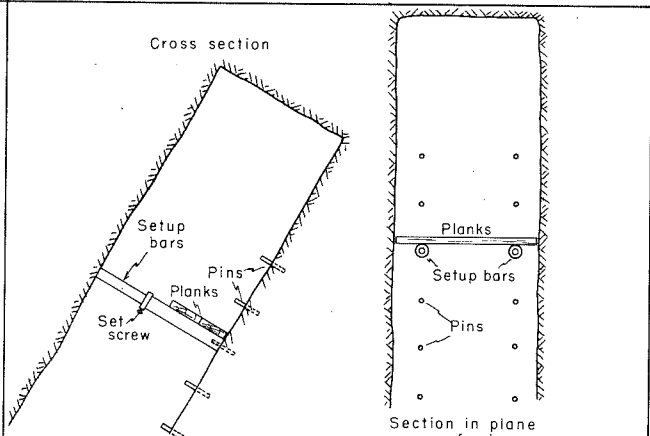 Cross section
Setup
bars
Pins
Planks
Set
screw
Planks
Setup bars
Pins
Section in plane